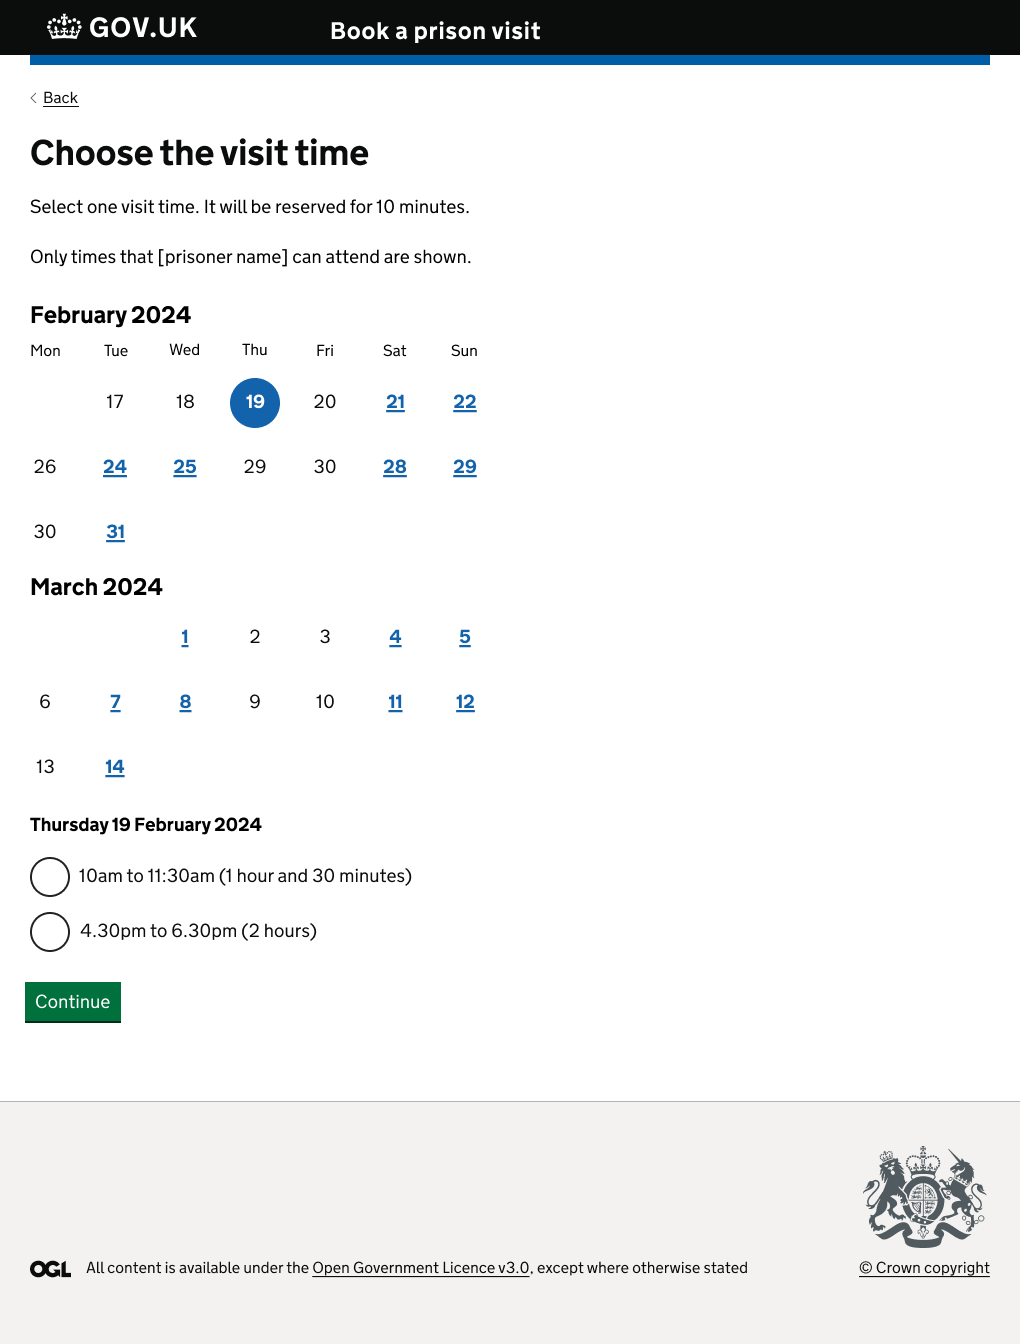 GOV.UK Book a prison visit
Back
Choose the visit time
Select one visit time. It will be reserved for 10 minutes.
Only times that [prisoner name] can attend are shown.
February 2024
Mon Tue Wed Thu Fri Sat Sun
17 18 19 20 21 22
26 24 25 29 30 28 29
30 31
March 2024
1 2 3 4 5
6 7 8 9 10 11 12
13 14
Thursday 19 February 2024
10am to 11:30am (1 hour and 30 minutes)
4.30pm to 6.30pm (2 hours)
Continue
OGL All content is available under the Open Government Licence v3.0, except where otherwise stated
© Crown copyright